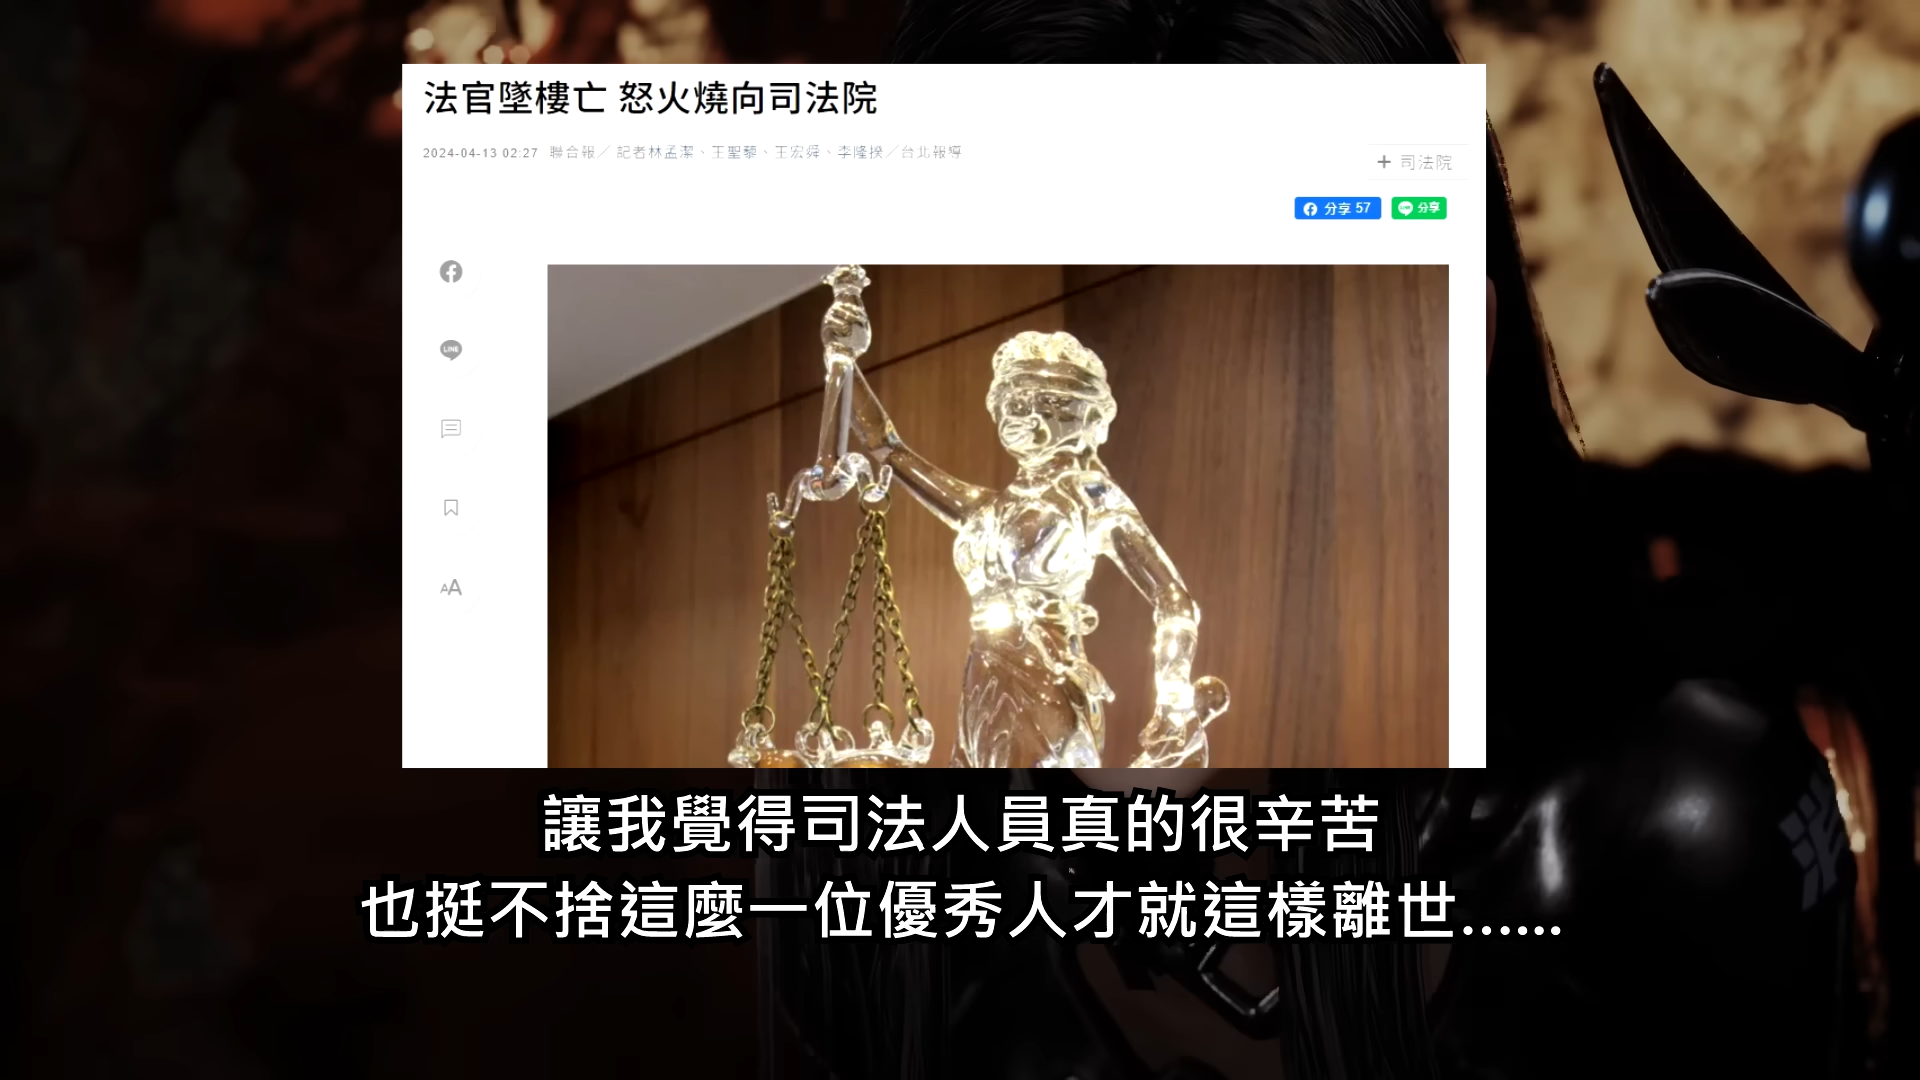 法官墜樓亡 怒火燒向司法院
2024-04-13 02:27 聯合報／ 記者林孟潔、王聖藜、王宏舜、李隆揆／台北報導
+ 司法院
分享 57
LINE 分享
LINE
AA
讓我覺得司法人員真的很辛苦
也挺不捨這麼一位優秀人才就這樣離世......